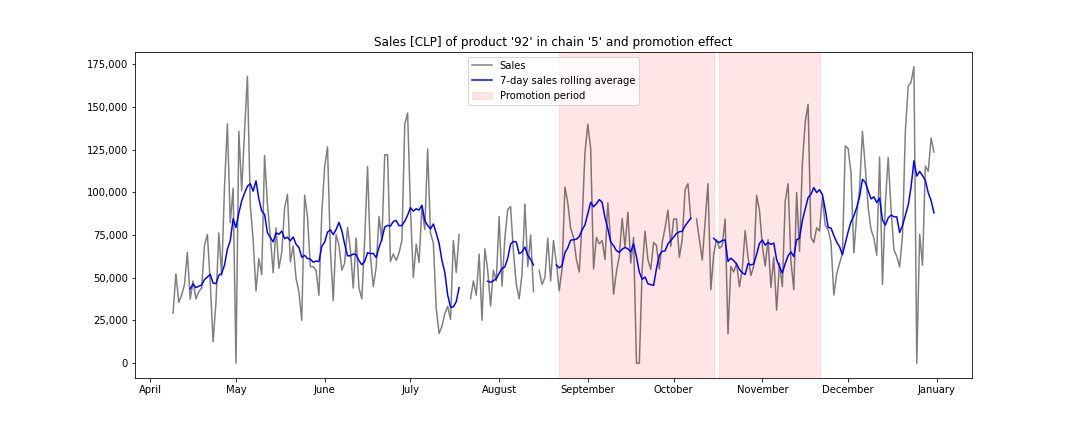 Sales [CLP] of product '92' in chain '5' and promotion effect
Sales
7-day sales rolling average
Promotion period
175,000
150,000
125,000
100,000
75,000
50,000
25,000
0
April May June July August September October November December January